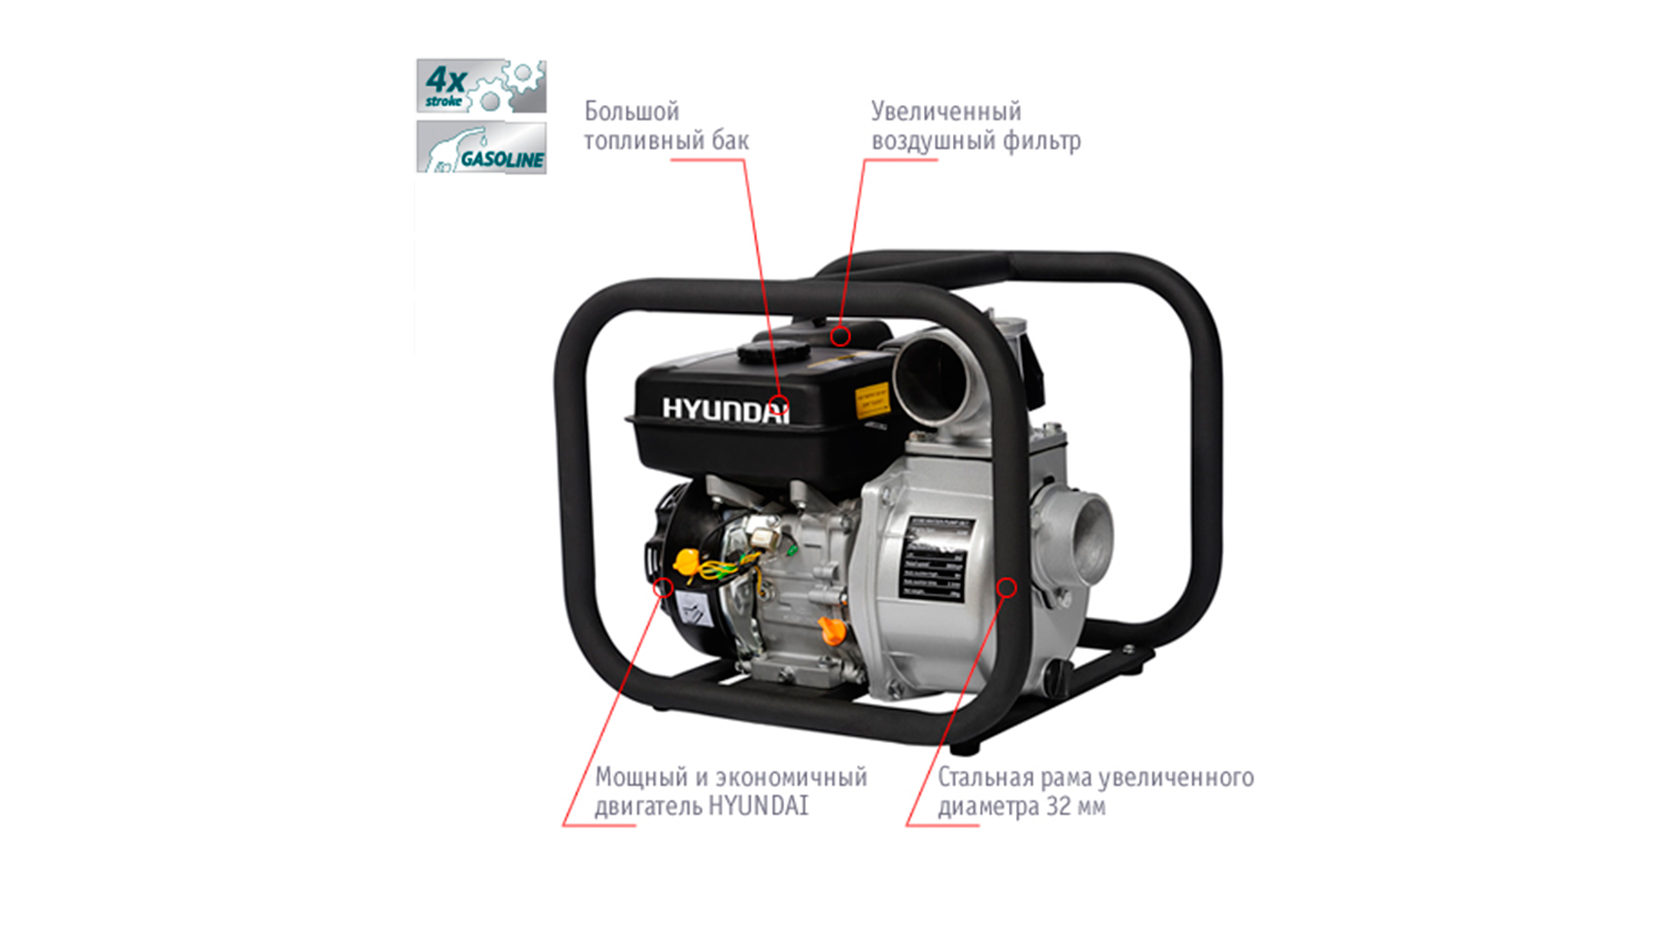 4x
stroke
GASOLINE
Большой
топливный бак
Увеличенный
воздушный фильтр
HYUNDAI
Мощный и экономичный
двигатель HYUNDAI
Стальная рама увеличенного
диаметра 32 мм